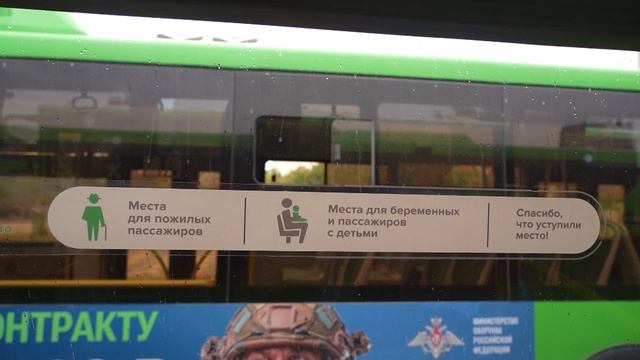 Места
для пожилых
пассажиров
Места для беременных
и пассажиров
с детьми
Спасибо,
что уступили
место!
ОНТРАКТУ
МИНИСТЕРСТВО
ОБОРОНЫ
РОССИЙСКОЙ
ФЕДЕРАЦИИ